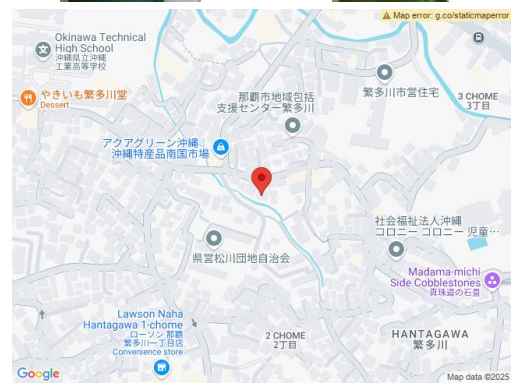 Map error: g.co/staticmaperror
Okinawa Technical
High School
沖縄県立沖縄
工業高等学校
やきいも繁多川堂
Dessert
那覇市地域包括
支援センター繁多川
繁多川市営住宅
3 CHOME
3丁目
アクアグリーン沖縄
沖縄特産品南国市場
社会福祉法人沖縄
コロニー コロニー 児童…
県営松川団地自治会
Madama-michi
Side Cobblestones
真珠道の石畳
Lawson Naha
Hantagawa 1-chome
ローソン 那覇
繁多川一丁目店
Convenience store
2 CHOME
2丁目
HANTAGAWA
繁多川
Google
Map data ©2025